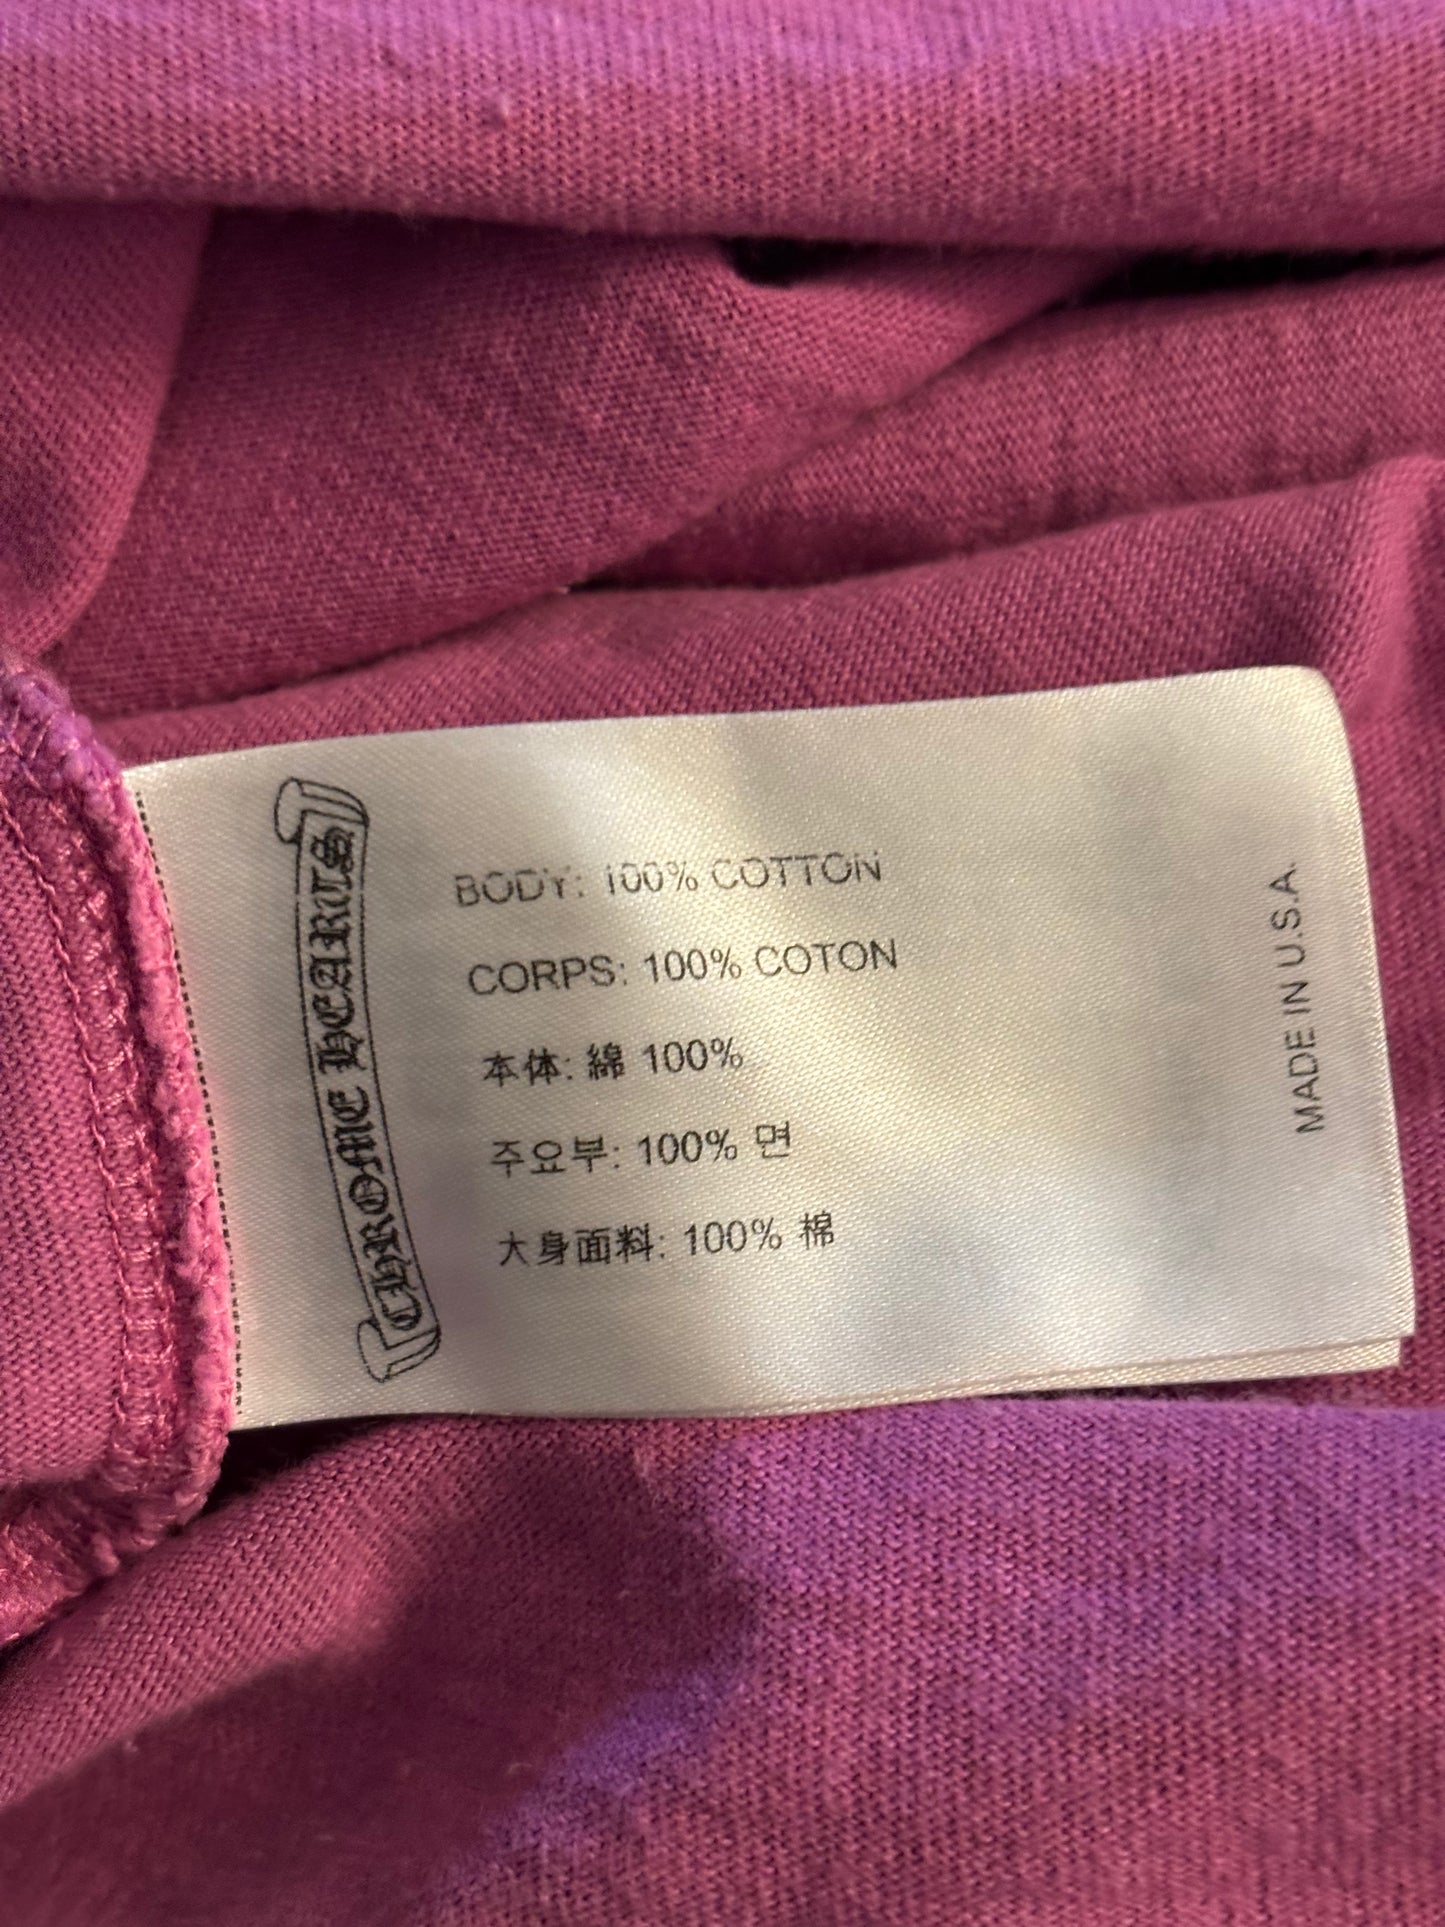 CHROME HEARTS
BODY: 100% COTTON
CORPS: 100% COTON
本体: 綿 100%
주요부: 100% 면
大身面料: 100% 棉
MADE IN U.S.A.